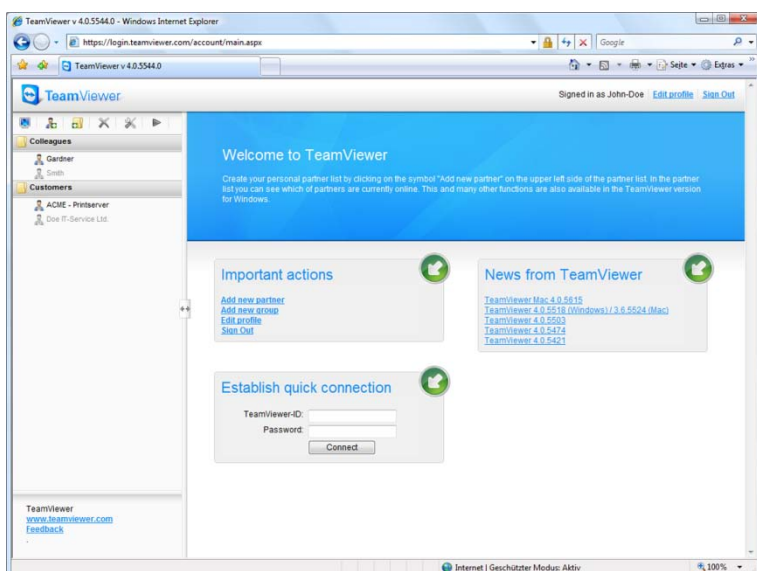 TeamViewer v 4.0.5544.0 - Windows Internet Explorer
https://login.teamviewer.com/account/main.aspx
Google
TeamViewer v 4.0.5544.0
Seite
Extras
TeamViewer
Signed in as John-Doe
Edit profile
Sign Out
Colleagues
Gardner
Smith
Customers
ACME - Printserver
Doe IT-Service Ltd.
Welcome to TeamViewer
Create your personal partner list by clicking on the symbol "Add new partner" on the upper left side of the partner list. In the partner
list you can see which of partners are currently online. This and many other functions are also available in the TeamViewer version
for Windows.
Important actions
Add new partner
Add new group
Edit profile
Sign Out
News from TeamViewer
TeamViewer Mac 4.0.5615
TeamViewer 4.0.5518 (Windows) / 3.6.5524 (Mac)
TeamViewer 4.0.5503
TeamViewer 4.0.5474
TeamViewer 4.0.5421
Establish quick connection
TeamViewer-ID:
Password:
Connect
TeamViewer
www.teamviewer.com
Feedback
Internet | Geschützter Modus: Aktiv
100%